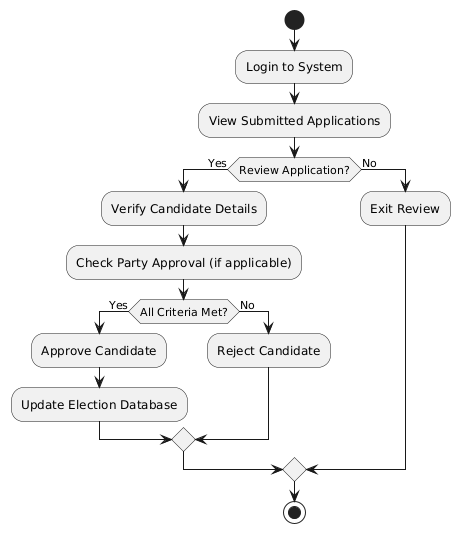 Login to System
View Submitted Applications
Yes
Review Application?
No
Verify Candidate Details
Exit Review
Check Party Approval (if applicable)
Yes
All Criteria Met?
No
Approve Candidate
Reject Candidate
Update Election Database